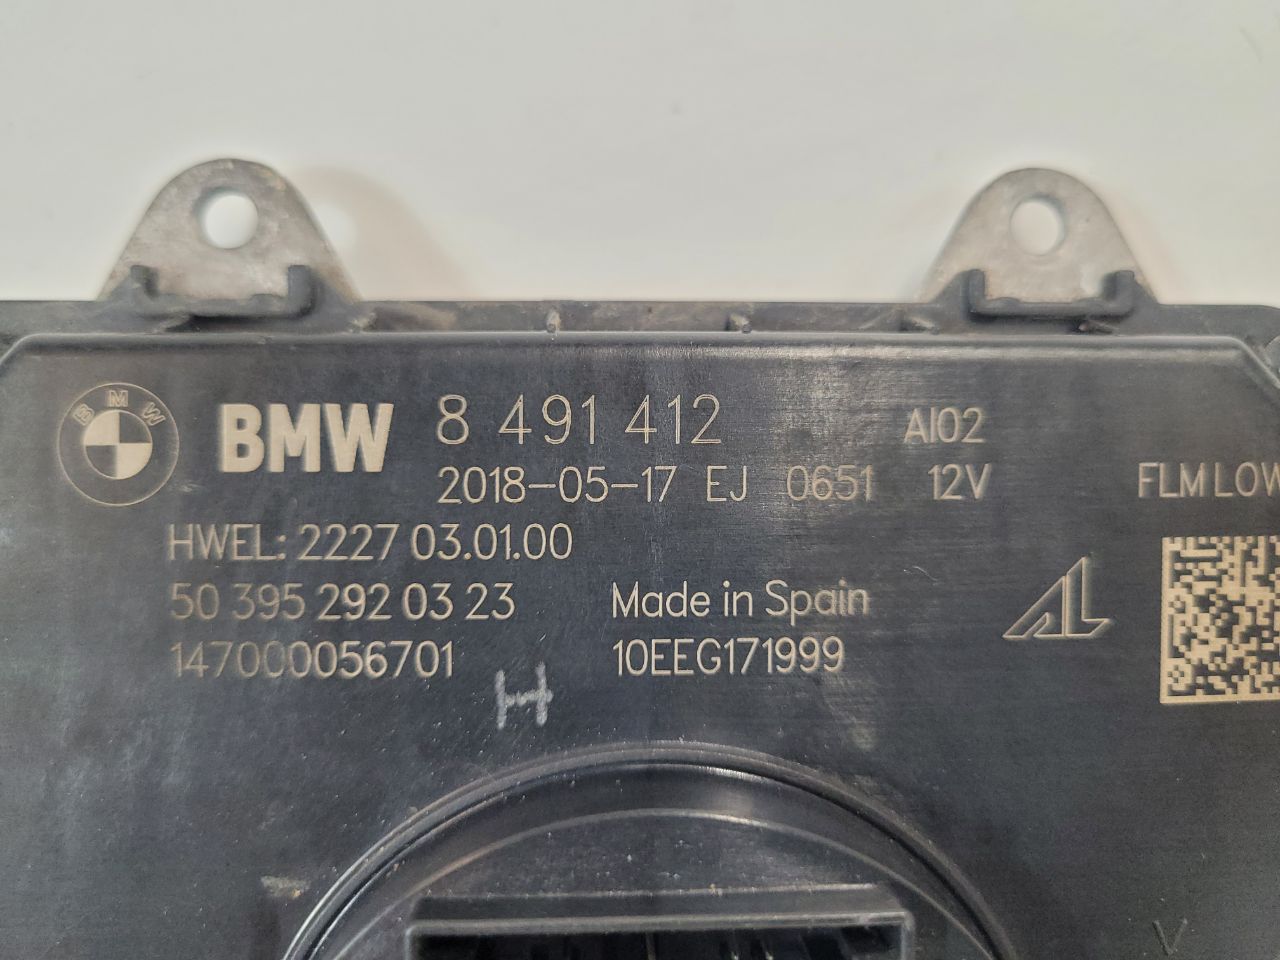 BMW BMW 8 491 412 AI02
2018-05-17 EJ 0651 12V FLM LOW
HWEL: 2227 03.01.00
50 395 292 03 23 Made in Spain
147000056701 10EEG171999
H